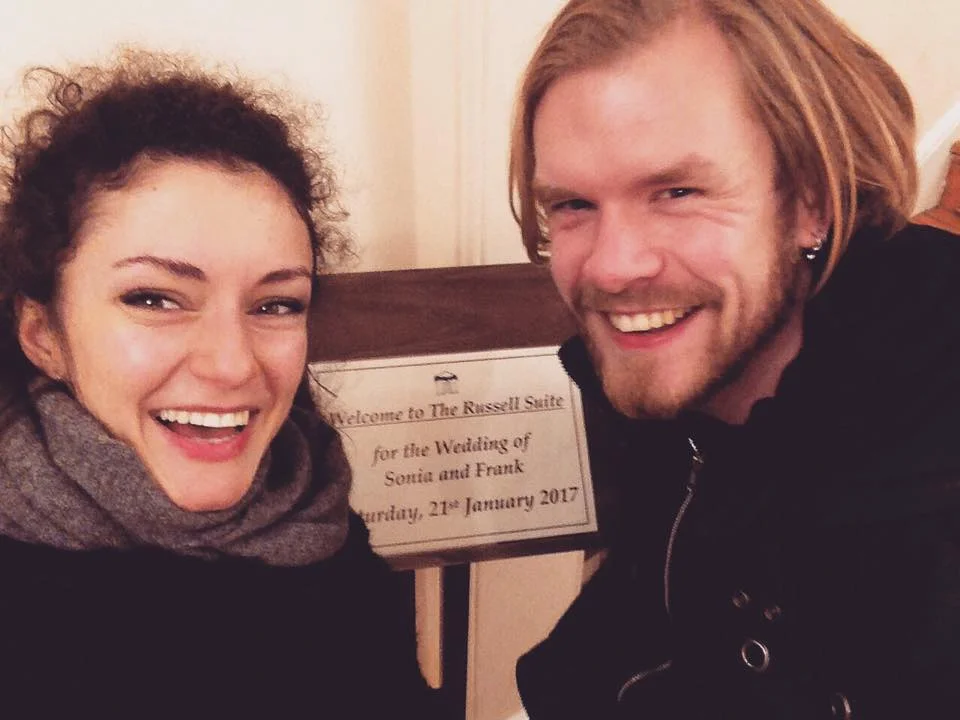 Welcome to The Russell Suite
for the Wedding of
Sonia and Frank
21st January 2017